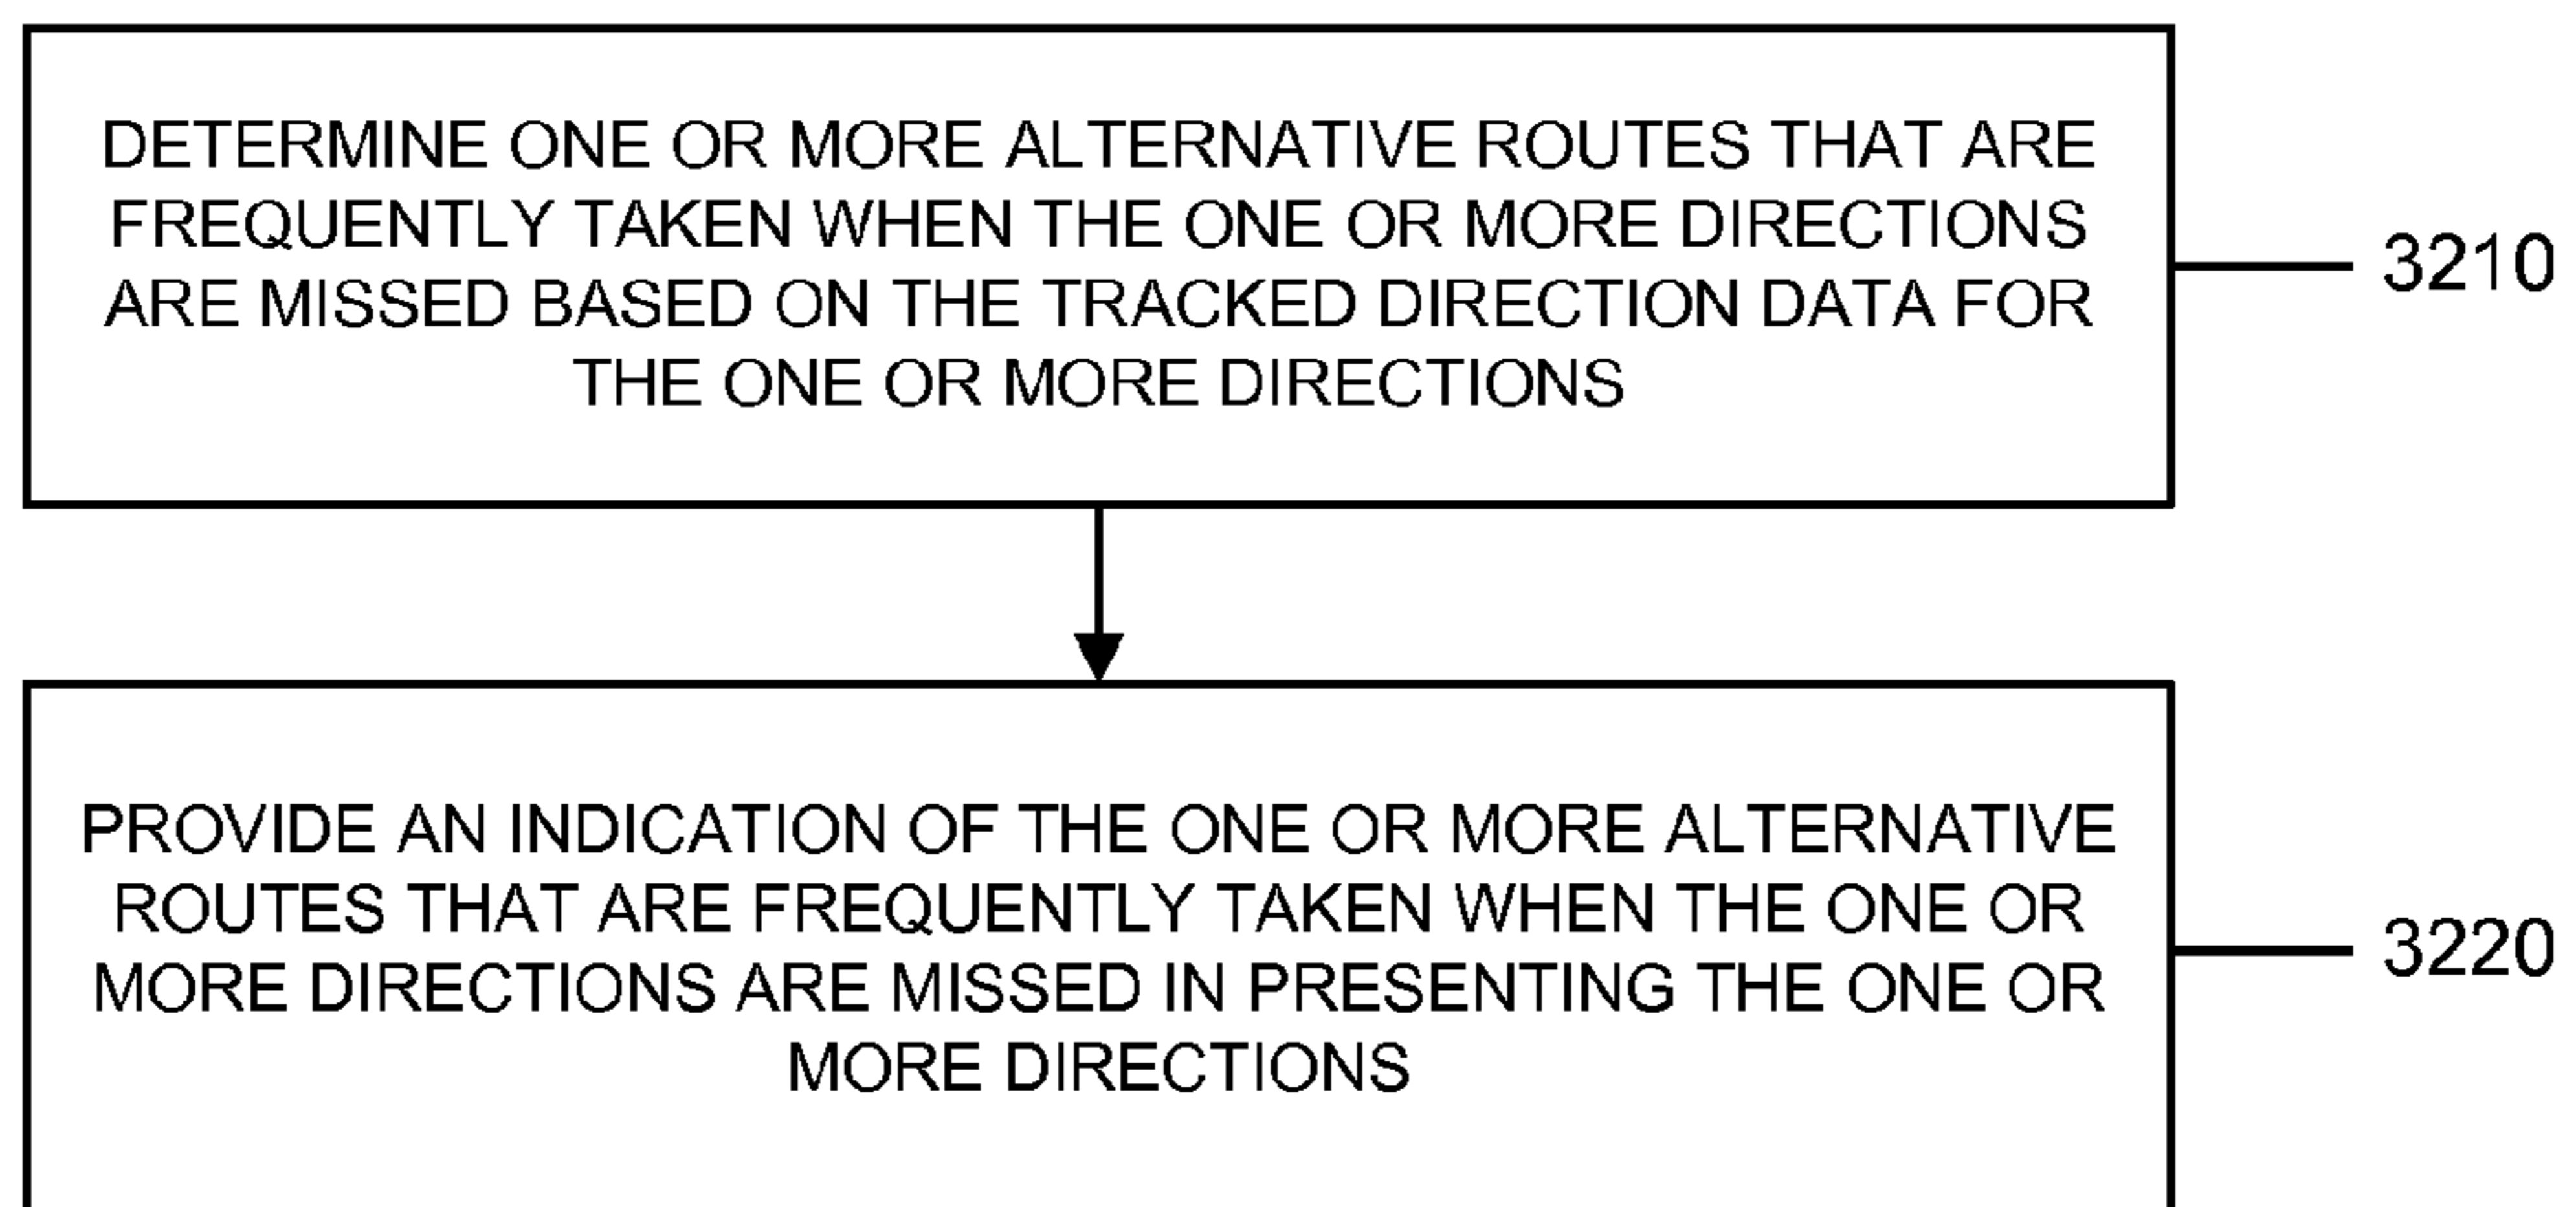 DETERMINE ONE OR MORE ALTERNATIVE ROUTES THAT ARE
FREQUENTLY TAKEN WHEN THE ONE OR MORE DIRECTIONS
ARE MISSED BASED ON THE TRACKED DIRECTION DATA FOR
THE ONE OR MORE DIRECTIONS
3210
PROVIDE AN INDICATION OF THE ONE OR MORE ALTERNATIVE
ROUTES THAT ARE FREQUENTLY TAKEN WHEN THE ONE OR
MORE DIRECTIONS ARE MISSED IN PRESENTING THE ONE OR
MORE DIRECTIONS
3220